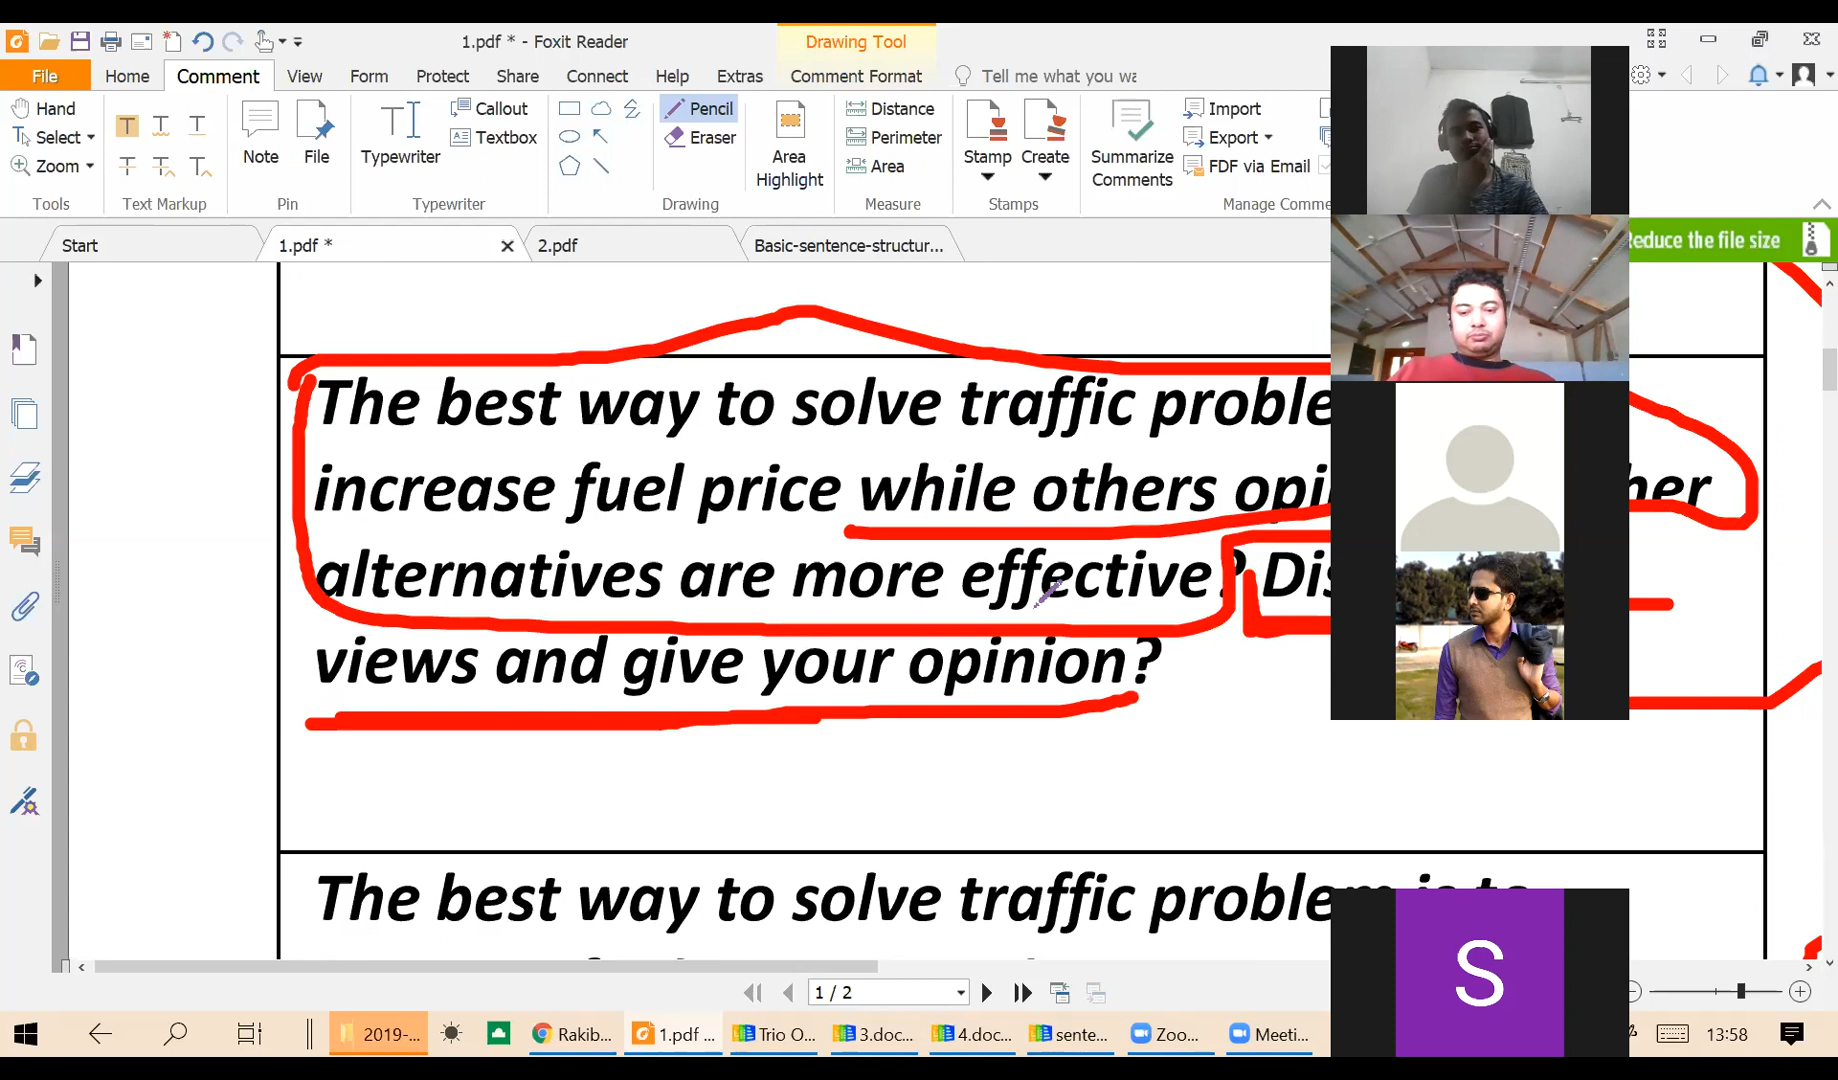 1.pdf * - Foxit Reader
Drawing Tool
File Home Comment View Form Protect Share Connect Help Extras Comment Format Tell me what you wa
Hand
Select
Zoom
Tools
Text Markup
Note
File
Pin
Typewriter
Callout
Textbox
Typewriter
Pencil
Eraser
Drawing
Area
Highlight
Distance
Perimeter
Area
Measure
Stamp
Create
Stamps
Summarize
Comments
Import
Export
FDF via Email
Manage Comme
Start
1.pdf *
2.pdf
Basic-sentence-structur...
educe the file size
The best way to solve traffic proble
increase fuel price while others opi her
alternatives are more effective? Dis
views and give your opinion?
The best way to solve traffic problem is to
S
1 / 2
2019-... Rakib... 1.pdf ... Trio O... 3.doc... 4.doc... sente... Zoo... Meeti... 13:58